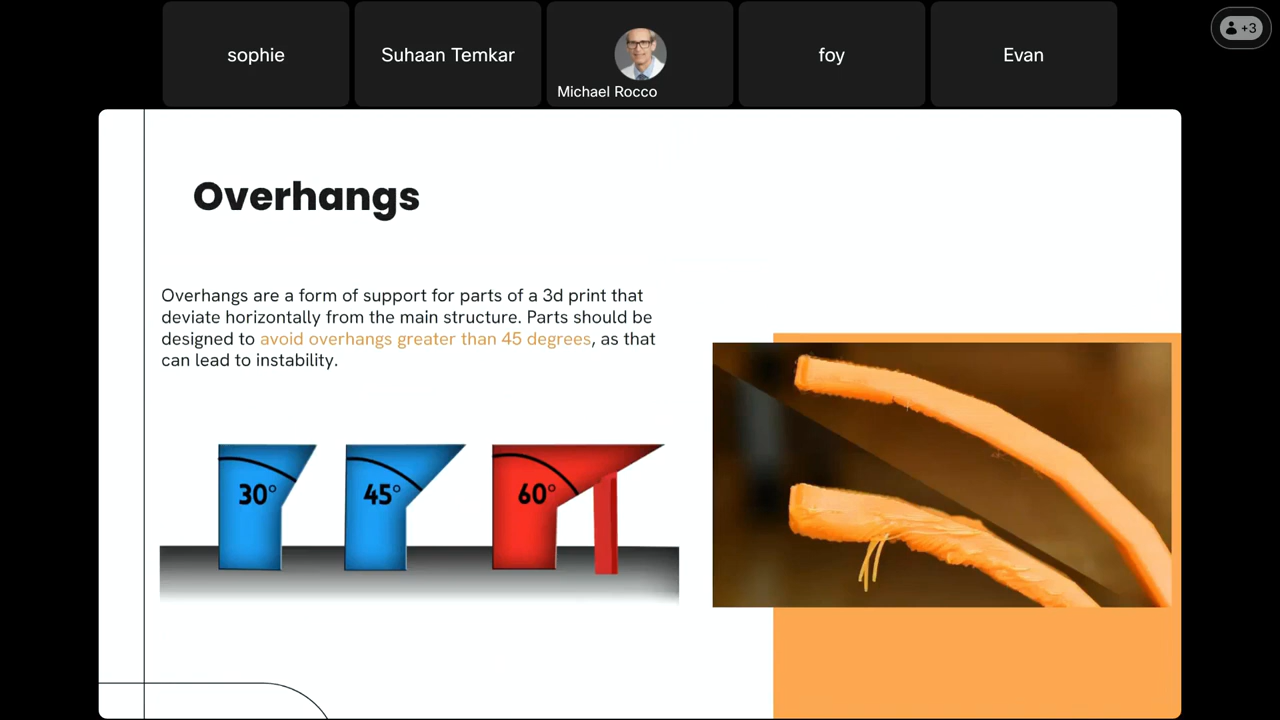 sophie
Suhaan Temkar
Michael Rocco
foy
Evan
+3
Overhangs
Overhangs are a form of support for parts of a 3d print that
deviate horizontally from the main structure. Parts should be
designed to avoid overhangs greater than 45 degrees, as that
can lead to instability.
30°
45°
60°